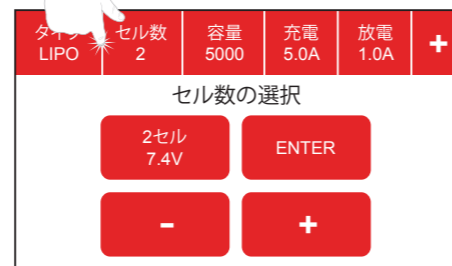 タイプ セル数 容量 充電 放電 +
LIPO 2 5000 5.0A 1.0A
セル数の選択
2セル ENTER
7.4V
- +